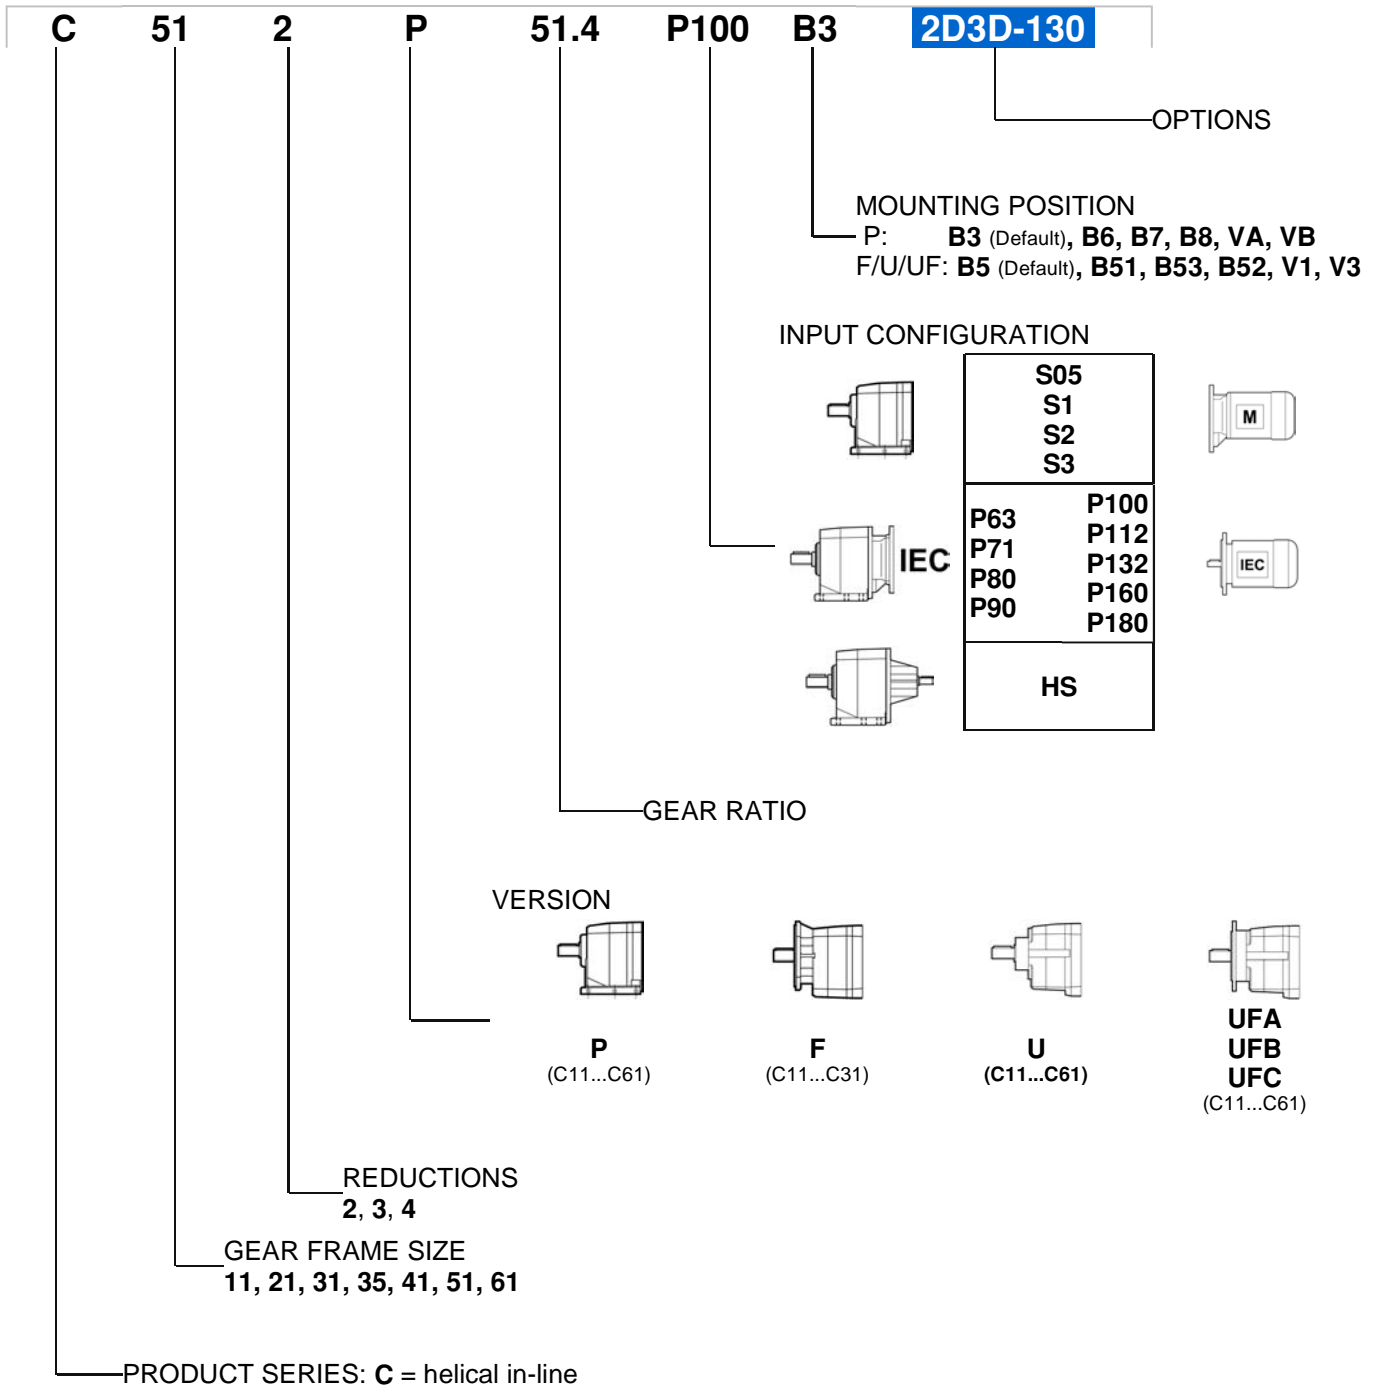 C 51 2 P 51.4 P100 B3 2D3D-130
OPTIONS
MOUNTING POSITION
P: B3 (Default), B6, B7, B8, VA, VB
F/U/UF: B5 (Default), B51, B53, B52, V1, V3
INPUT CONFIGURATION
S05
S1
S2
S3
M
IEC
P63
P71
P80
P90
P100
P112
P132
P160
P180
IEC
HS
GEAR RATIO
VERSION
P
(C11...C61)
F
(C11...C31)
U
(C11...C61)
UFA
UFB
UFC
(C11...C61)
REDUCTIONS
2, 3, 4
GEAR FRAME SIZE
11, 21, 31, 35, 41, 51, 61
PRODUCT SERIES: C = helical in-line